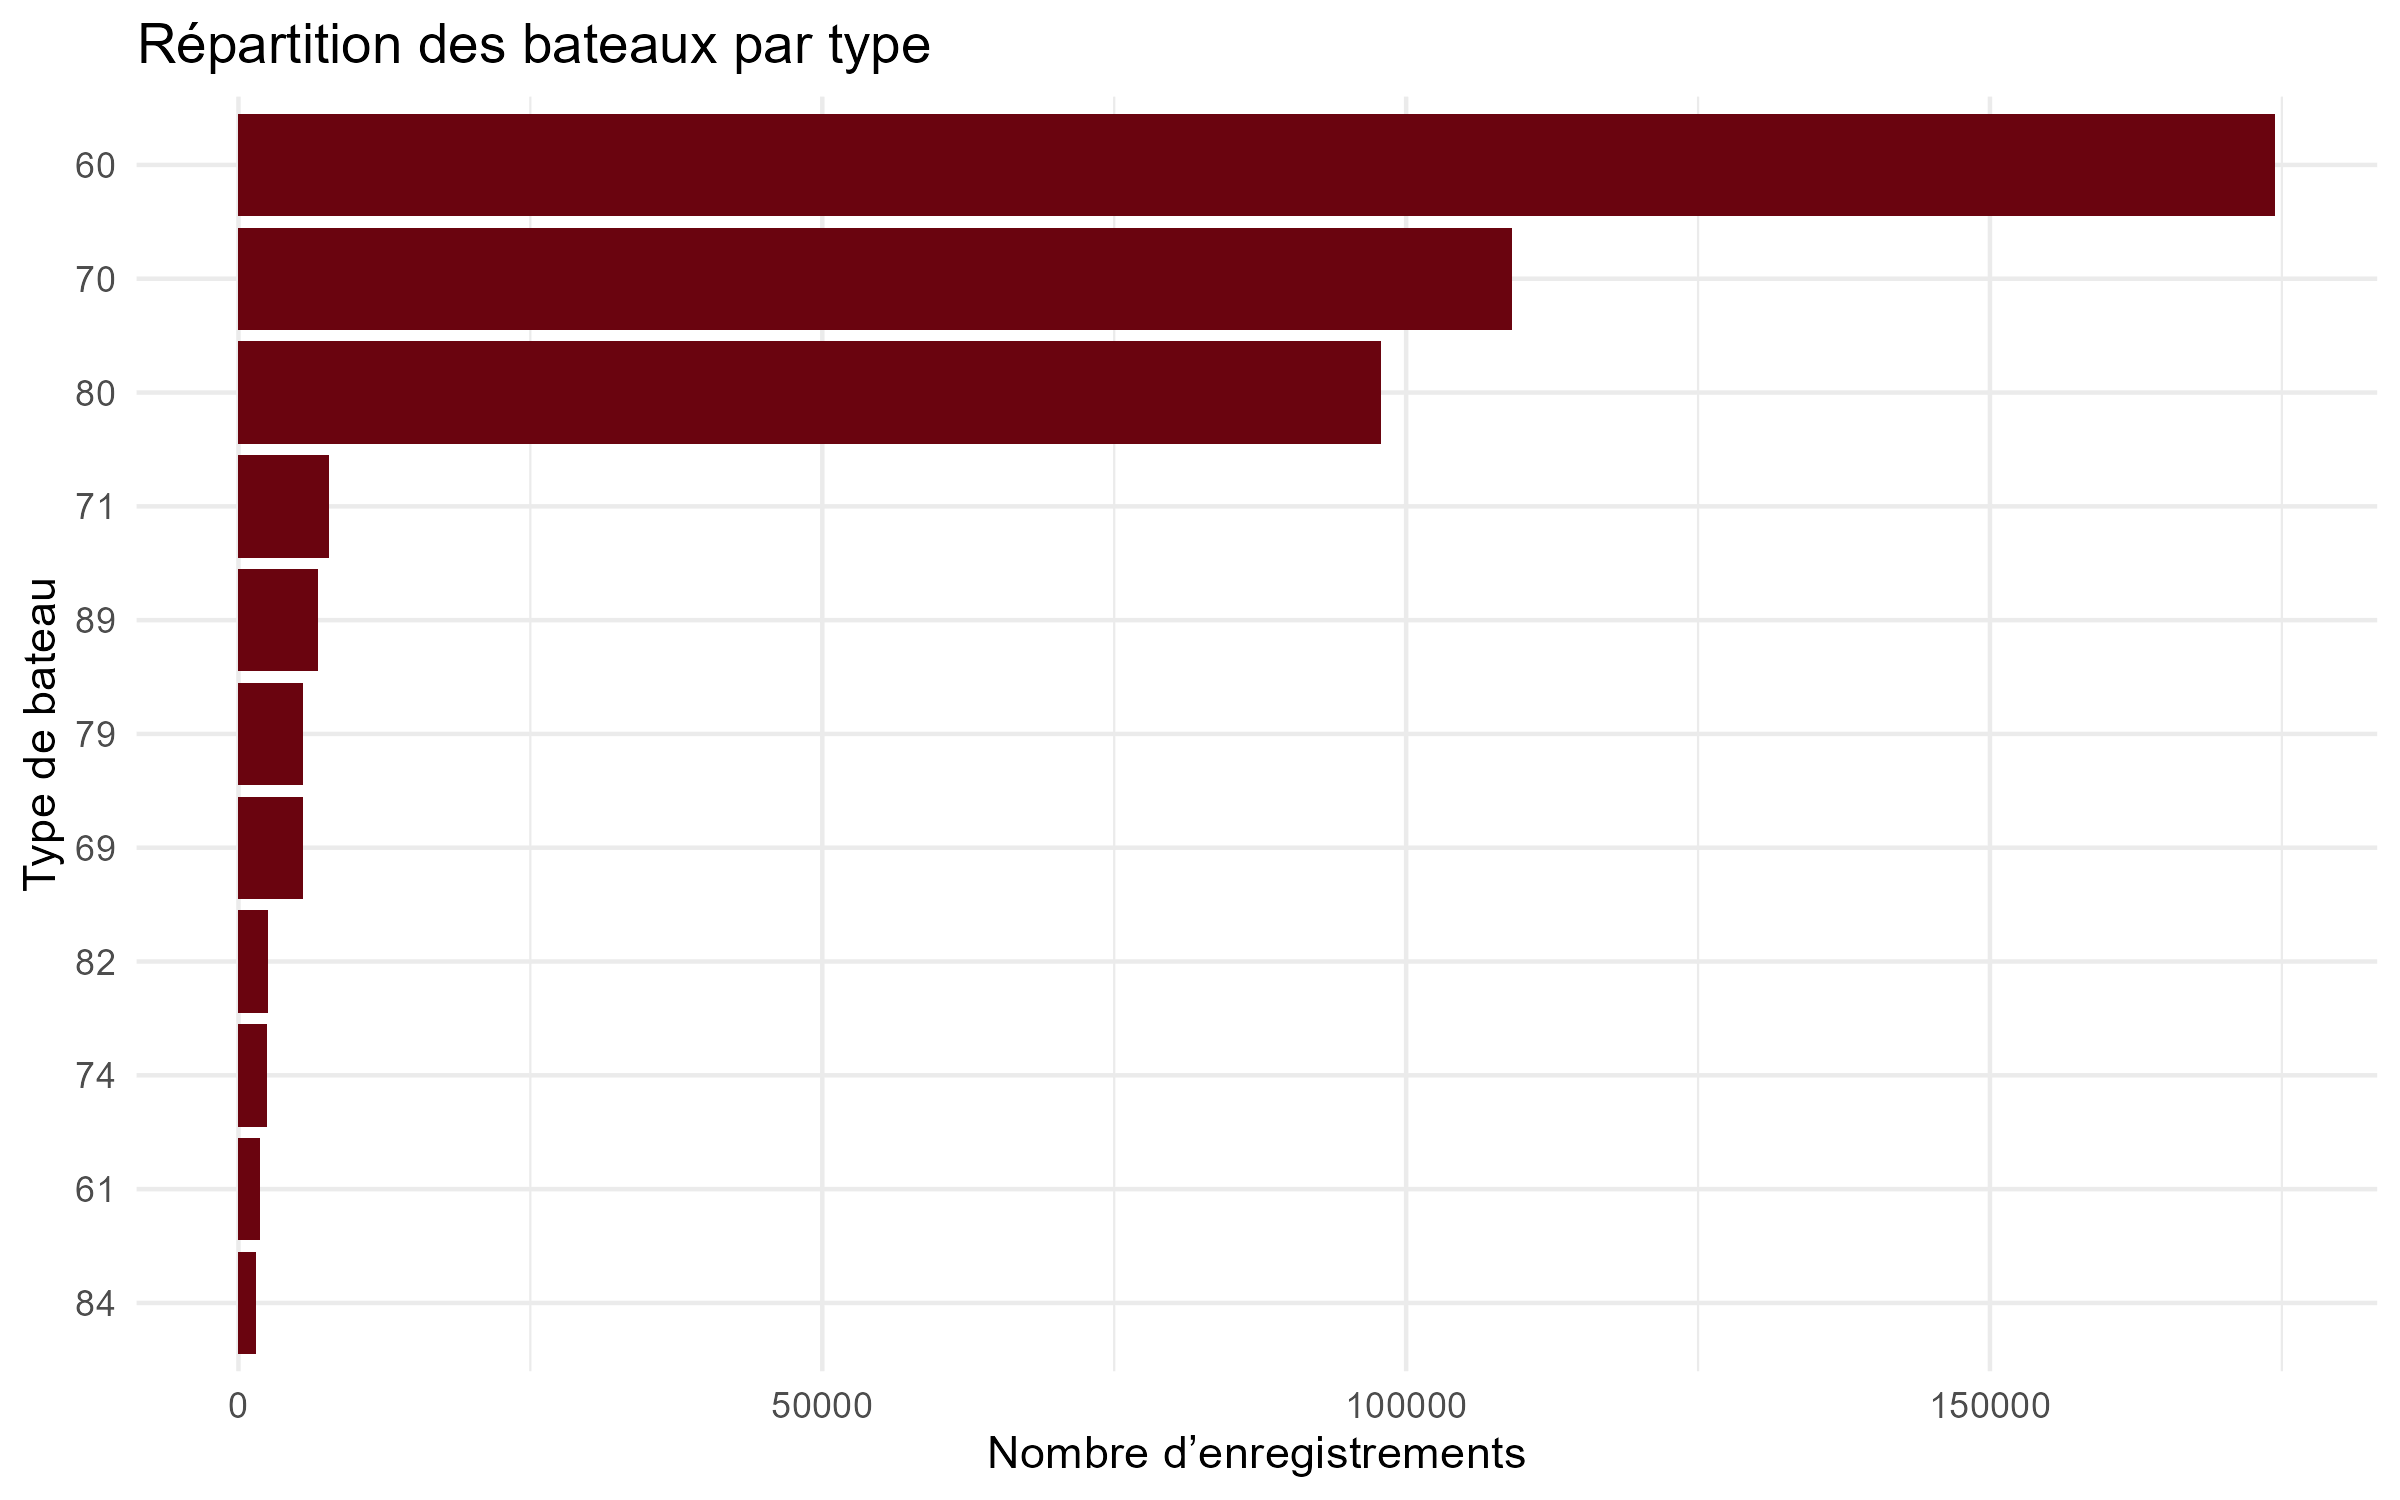 Répartition des bateaux par type
Type de bateau
60
70
80
71
89
79
69
82
74
61
84
0 50000 100000 150000
Nombre d’enregistrements